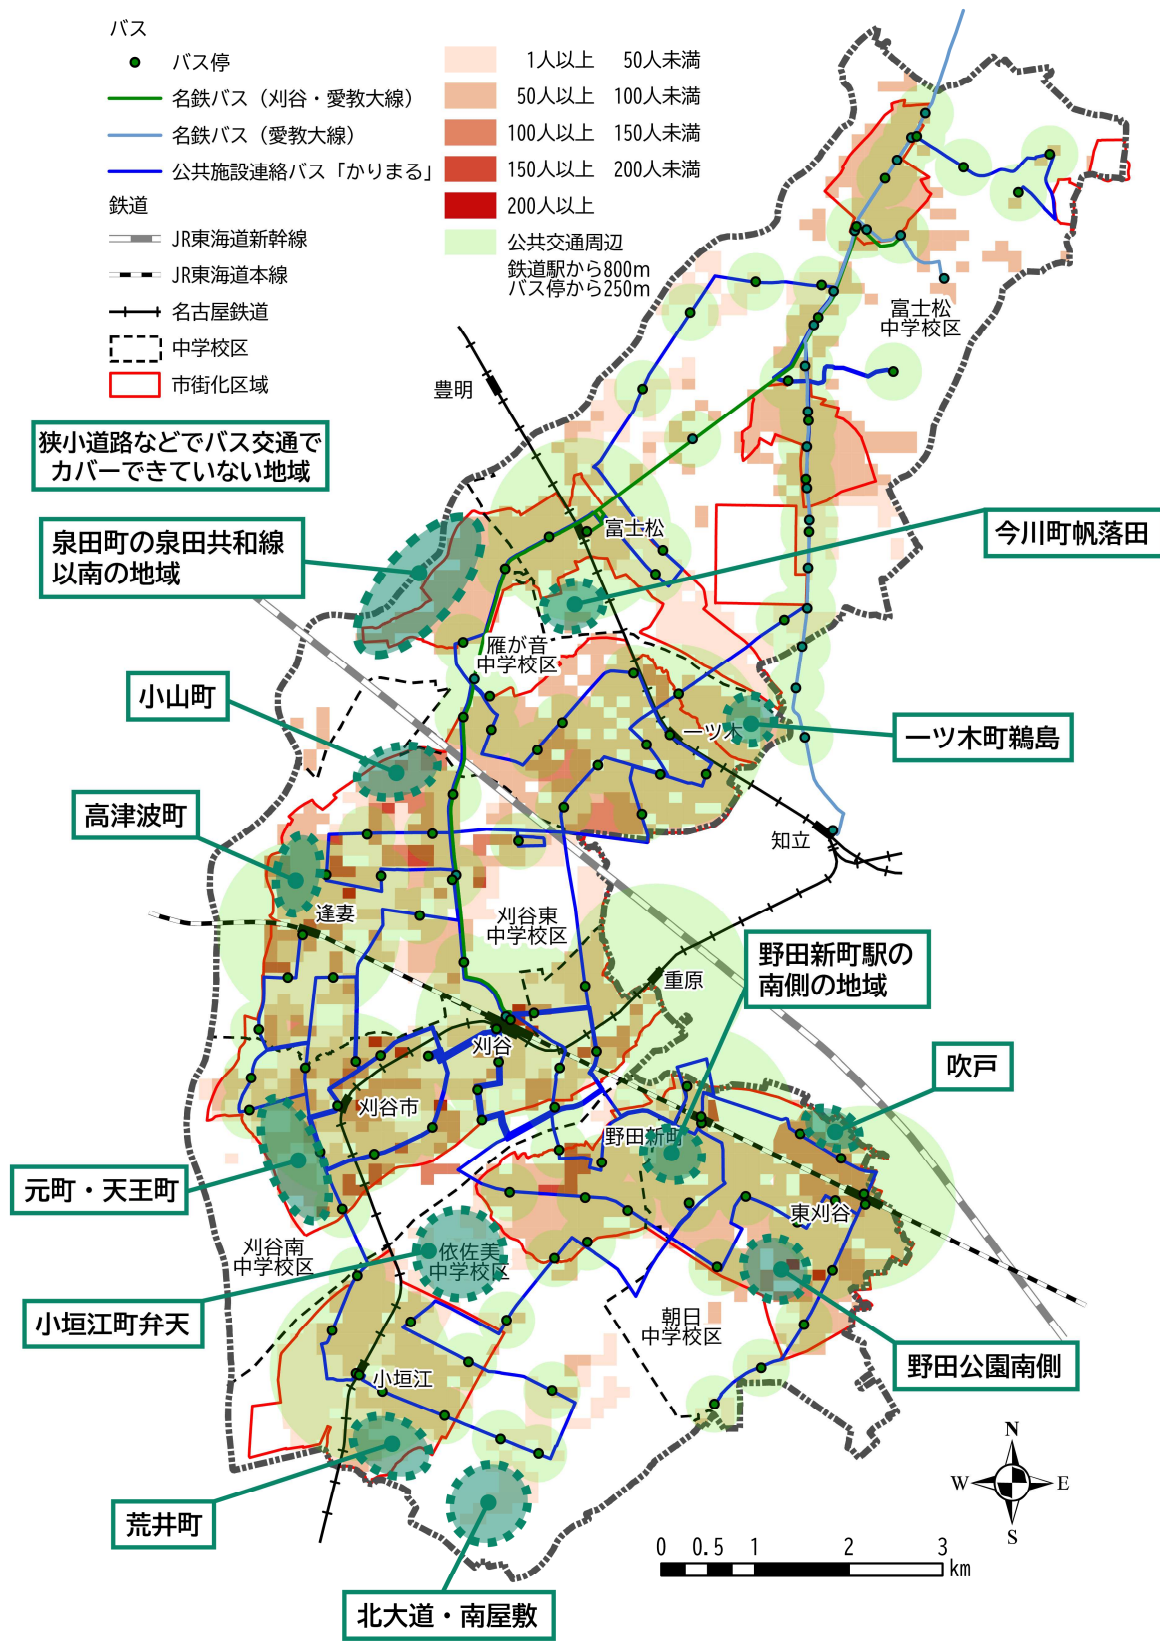 バス
バス停
名鉄バス（刈谷・愛教大線）
名鉄バス（愛教大線）
公共施設連絡バス「かりまる」
鉄道
JR東海道新幹線
JR東海道本線
名古屋鉄道
中学校区
市街化区域
1人以上 50人未満
50人以上 100人未満
100人以上 150人未満
150人以上 200人未満
200人以上
公共交通周辺
鉄道駅から800m
バス停から250m
富士松
中学校区
豊明
狭小道路などでバス交通で
カバーできていない地域
泉田町の泉田共和線
以南の地域
富士松
今川町帆落田
雁が音
中学校区
小山町
一ツ木
一ツ木町鵜島
高津波町
知立
逢妻
刈谷東
中学校区
野田新町駅の
南側の地域
重原
刈谷
吹戸
刈谷市
野田新町
元町・天王町
東刈谷
刈谷南
中学校区
依佐美
中学校区
小垣江町弁天
朝日
中学校区
野田公園南側
小垣江
荒井町
北大道・南屋敷
N
W
E
S
0 0.5 1 2 3
km